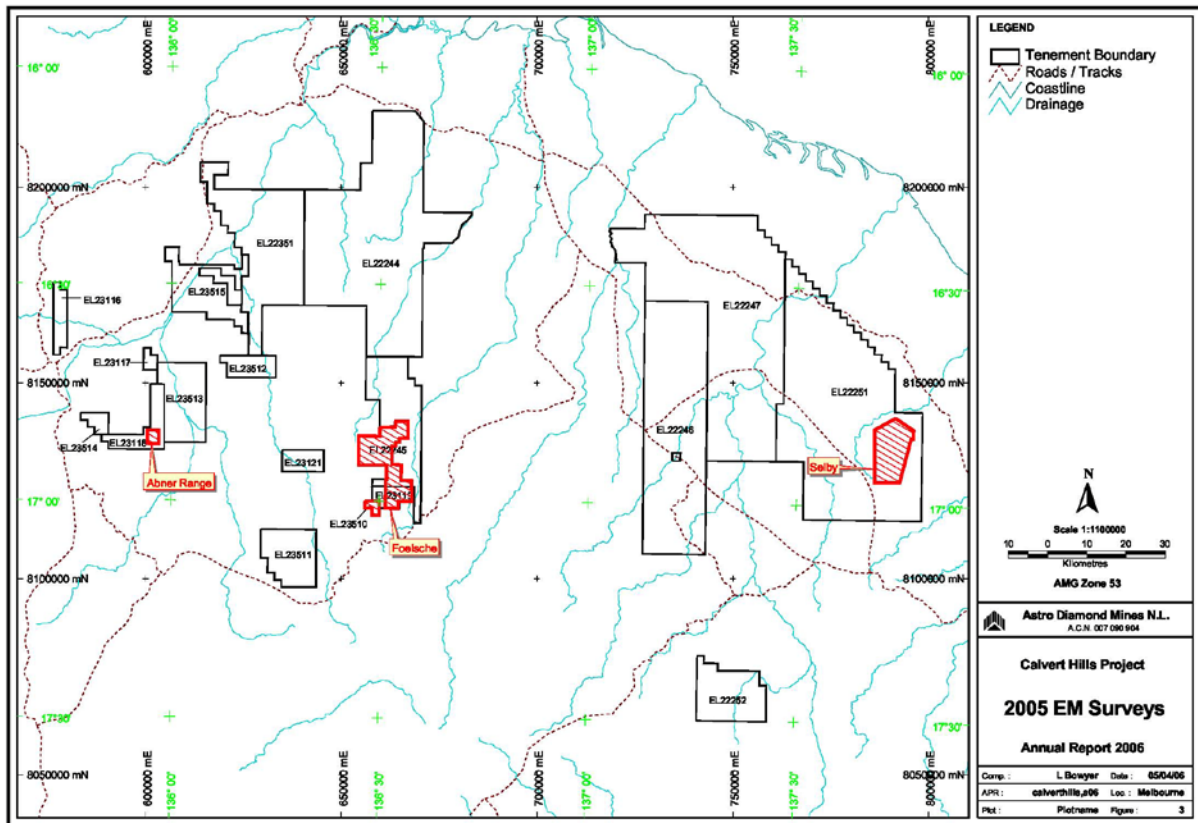 600000 mE
136° 00'
650000 mE
136° 30'
700000 mE
137° 00'
750000 mE
137° 30'
800000 mE
16° 00'
16° 00'
8200000 mN
8200000 mN
EL22351
EL22244
EL22247
16° 30'
16° 30'
EL23116
EL23515
EL23117
EL23512
EL23513
8150000 mN
8150000 mN
EL22251
EL23514
EL23118
EL23121
EL22246
Selby
Abner Range
17° 00'
17° 00'
EL23510
Foelsche
EL23511
8100000 mN
8100000 mN
EL22252
17° 30'
17° 30'
8050000 mN
8050000 mN
600000 mE
136° 00'
650000 mE
136° 30'
700000 mE
137° 00'
750000 mE
137° 30'
800000 mE
LEGEND
Tenement Boundary
Roads / Tracks
Coastline
Drainage
N
Scale 1:1100000
10 0 10 20 30
Kilometres
AMG Zone 53
Astro Diamond Mines N.L.
A.C.N. 007 090 904
Calvert Hills Project
2005 EM Surveys
Annual Report 2006
Comp. : L Bowyer Date : 05/04/06
APR : calverthills,a06 Loc. : Melbourne
Plot : Plotname Figure : 3